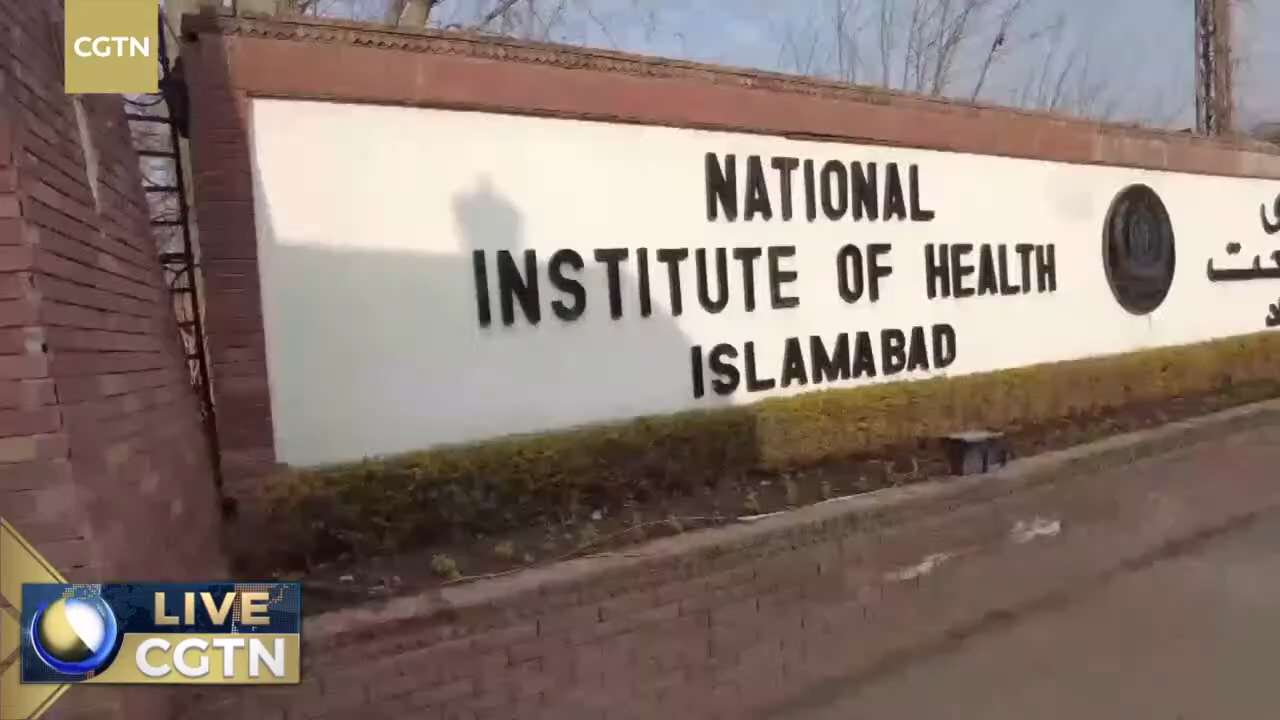 CGTN
NATIONAL
INSTITUTE OF HEALTH
ISLAMABAD
LIVE
CGTN